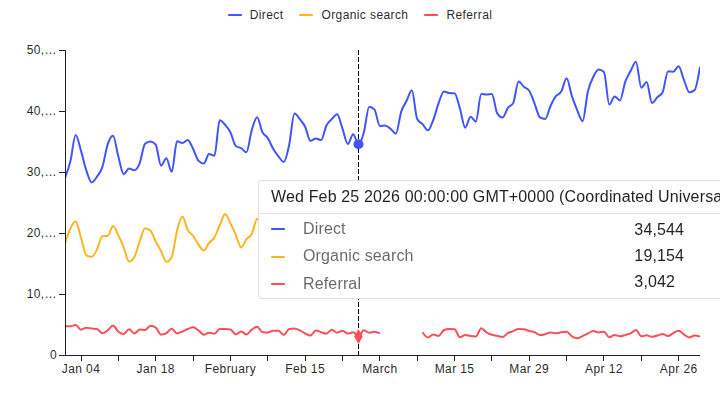 Direct Organic search Referral
50,...
40,...
30,...
20,...
10,...
0
Wed Feb 25 2026 00:00:00 GMT+0000 (Coordinated Universa
Direct 34,544
Organic search 19,154
Referral 3,042
Jan 04 Jan 18 February Feb 15 March Mar 15 Mar 29 Apr 12 Apr 26